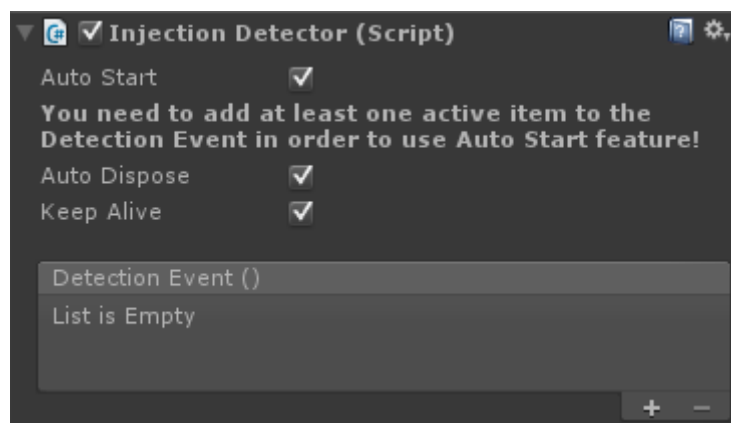 Injection Detector (Script)
Auto Start
You need to add at least one active item to the
Detection Event in order to use Auto Start feature!
Auto Dispose
Keep Alive
Detection Event ()
List is Empty